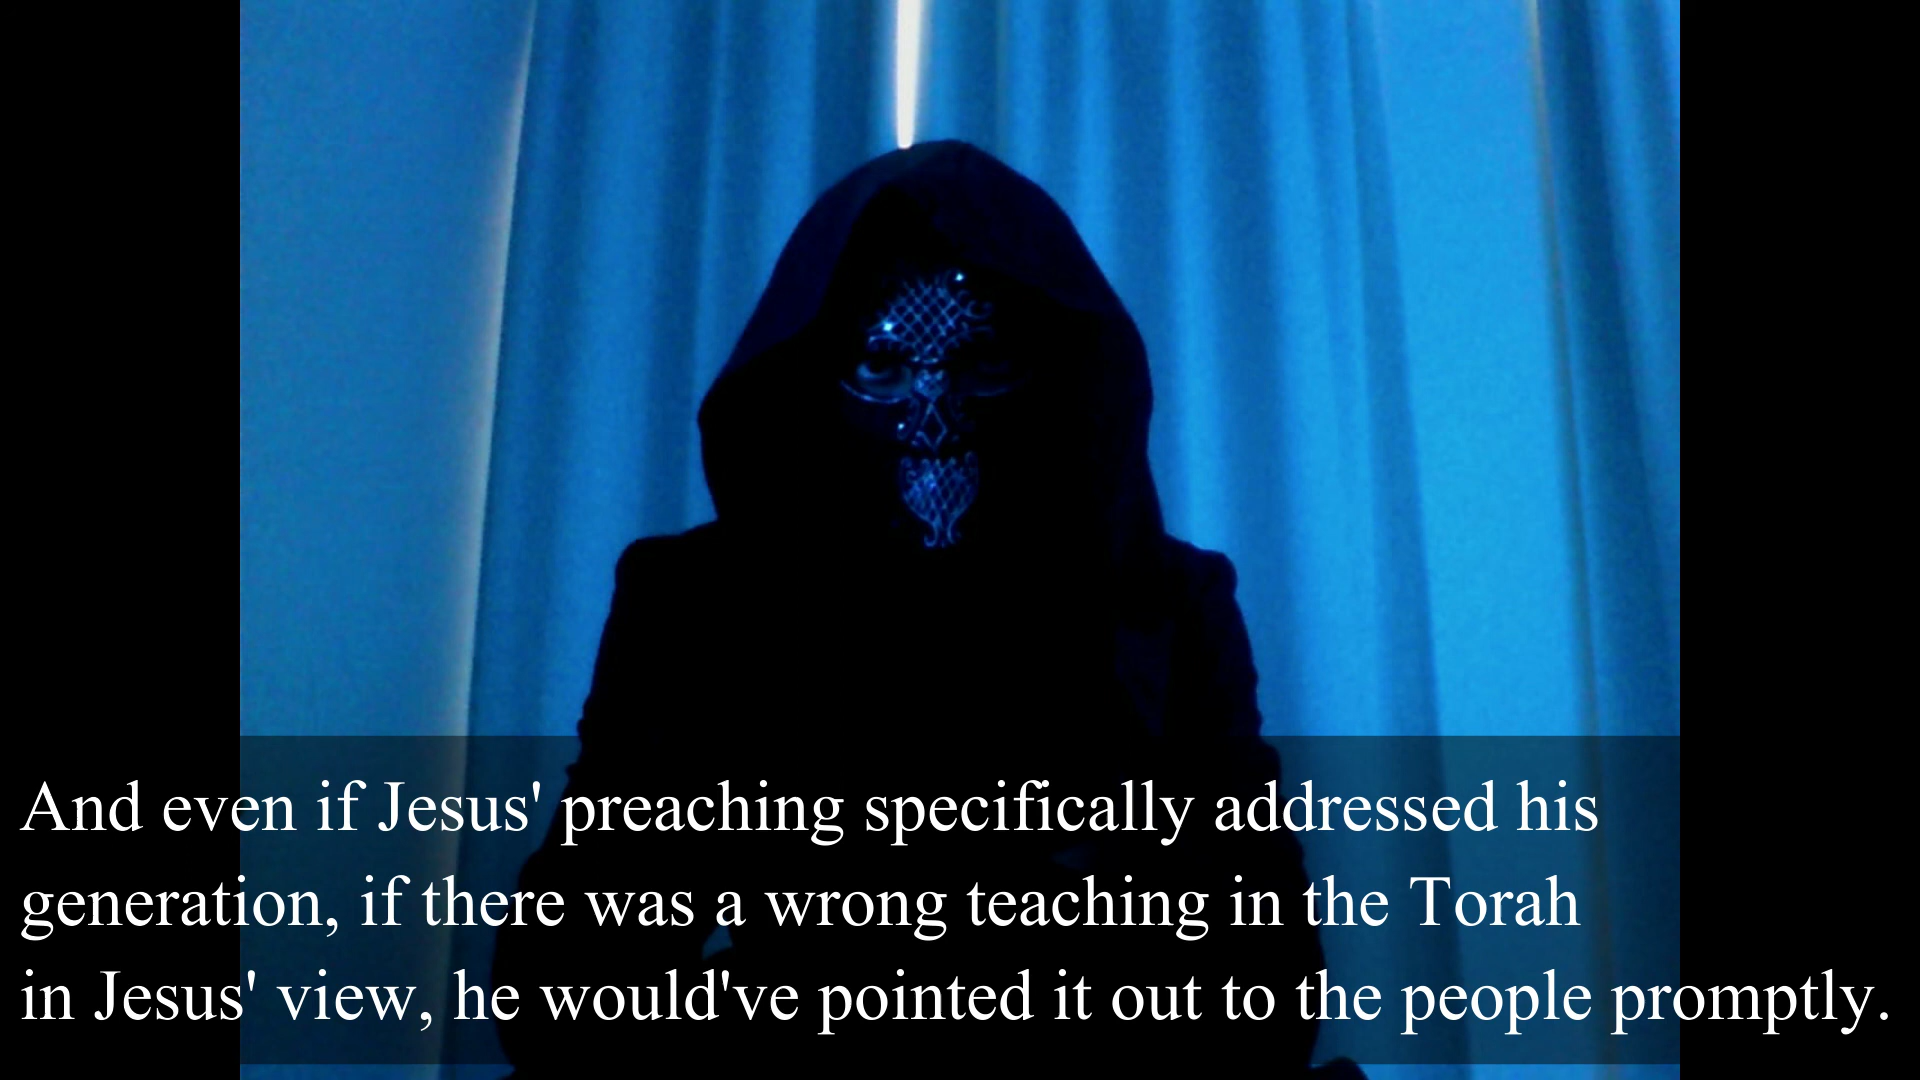 And even if Jesus' preaching specifically addressed his
generation, if there was a wrong teaching in the Torah
in Jesus' view, he would've pointed it out to the people promptly.